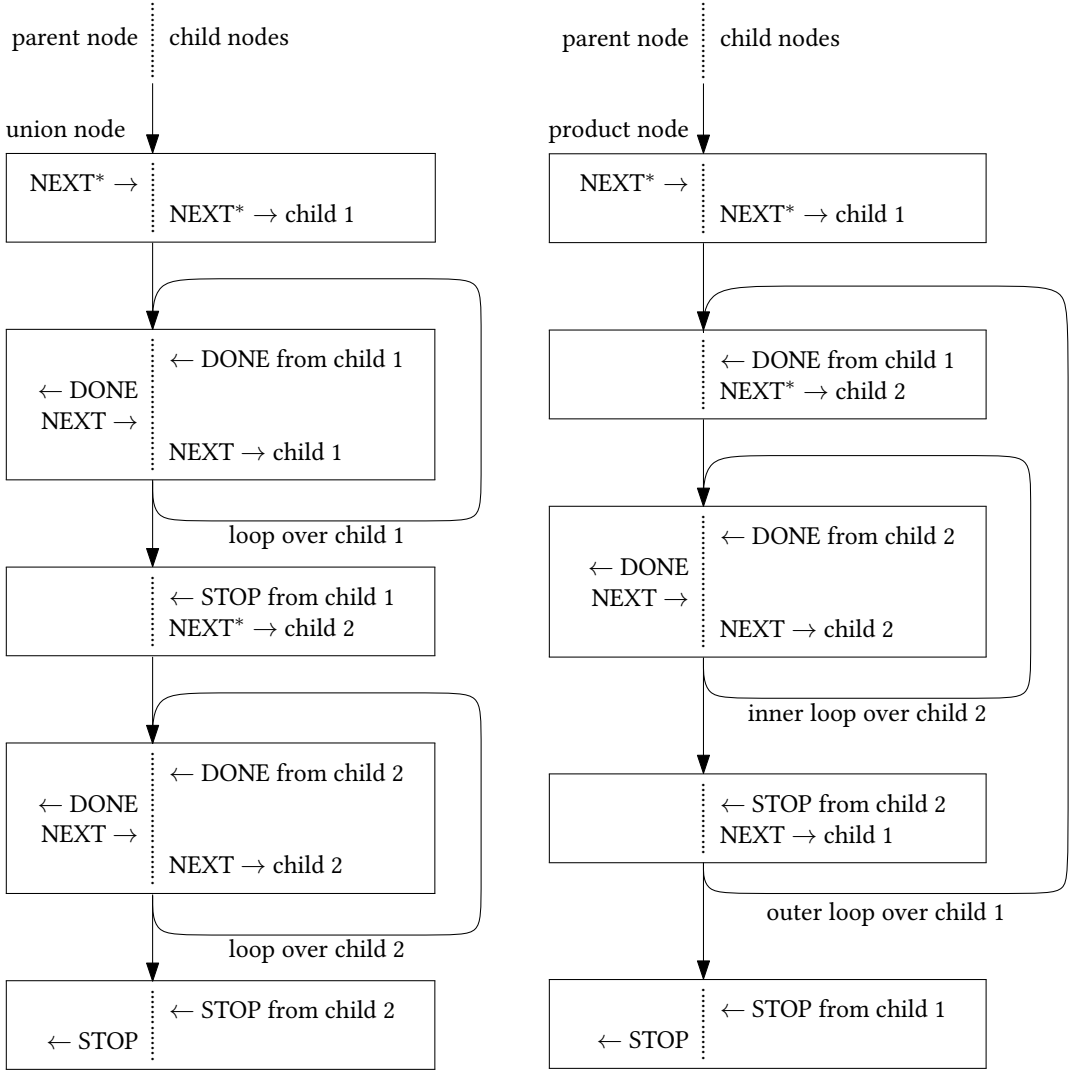 parent node child nodes
union node
NEXT* →
NEXT* → child 1
← DONE from child 1
← DONE
NEXT →
NEXT → child 1
loop over child 1
← STOP from child 1
NEXT* → child 2
← DONE from child 2
← DONE
NEXT →
NEXT → child 2
loop over child 2
← STOP from child 2
← STOP
parent node child nodes
product node
NEXT* →
NEXT* → child 1
← DONE from child 1
NEXT* → child 2
← DONE from child 2
← DONE
NEXT →
NEXT → child 2
inner loop over child 2
← STOP from child 2
NEXT → child 1
outer loop over child 1
← STOP from child 1
← STOP